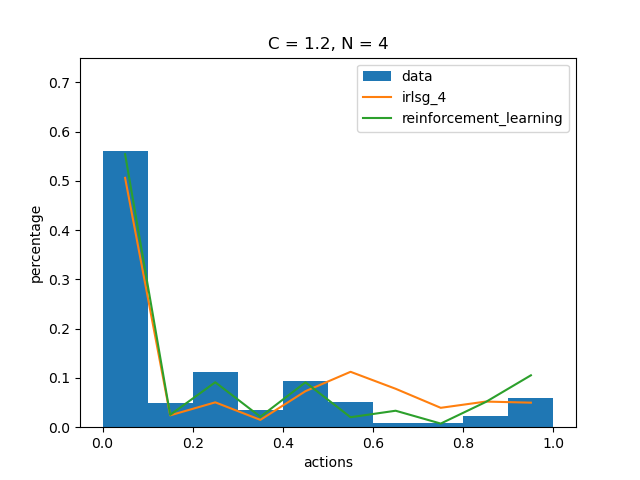 C = 1.2, N = 4
data
irlsg_4
reinforcement_learning
percentage
0.7
0.6
0.5
0.4
0.3
0.2
0.1
0.0
0.0 0.2 0.4 0.6 0.8 1.0
actions